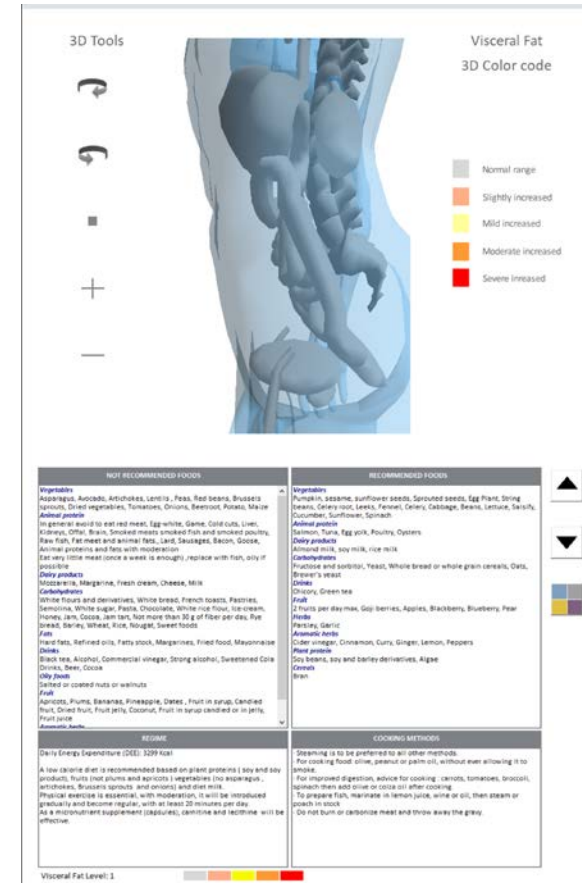 3D Tools
Visceral Fat
3D Color code
Normal range
Slightly increased
Mild increased
Moderate increased
Severe Inreased
NOT RECOMMENDED FOODS
Vegetables
Asparagus, Avocado, Artichokes, Lentils , Peas, Red beans, Brussels
sprouts, Dried vegetables, Tomatoes, Onions, Beetroot, Potato, Maize
Animal protein
In general avoid to eat red meat, Egg-white, Game, Cold cuts, Liver,
Kidneys, Offal, Brain, Smoked meats smoked fish and smoked poultry,
Raw fish, Fat meet and animal fats , Lard, Sausages, Bacon, Goose,
Animal proteins and fats with moderation
Eat very little meat (once a week is enough) ,replace with fish, oily if
possible
Dairy products
Mozzarella, Margarine, Fresh cream, Cheese, Milk
Carbohydrates
White flours and derivatives, White bread, French toasts, Pastries,
Semolina, White sugar, Pasta, Chocolate, White rice flour, Ice-cream,
Honey, Jam, Cocoa, Jam tart, Not more than 30 g of fiber per day, Rye
bread, Barley, Wheat, Rice, Nougat, Sweet foods
Fats
Hard fats, Refined oils, Fatty stock, Margarines, Fried food, Mayonnaise
Drinks
Black tea, Alcohol, Commercial vinegar, Strong alcohol, Sweetened Cola
Drinks, Beer, Cocoa
Oily foods
Salted or coated nuts or walnuts
Fruit
Apricots, Plums, Bananas, Pineapple, Dates , Fruit in syrup, Candied
fruit, Dried fruit, Fruit jelly, Coconut, Fruit in syrup candied or in jelly,
Fruit juice
Aromatic herbs
RECOMMENDED FOODS
Vegetables
Pumpkin, sesame, sunflower seeds, Sprouted seeds, Egg Plant, String
beans, Celery root, Leeks, Fennel, Celery, Cabbage, Beans, Lettuce, Salsify,
Cucumber, Sunflower, Spinach
Animal protein
Salmon, Tuna, Egg yolk, Poultry, Oysters
Dairy products
Almond milk, soy milk, rice milk
Carbohydrates
Fructose and sorbitol, Yeast, Whole bread or whole grain cereals, Oats,
Brewer's yeast
Drinks
Chicory, Green tea
Fruit
2 fruits per day max, Goji berries, Apples, Blackberry, Blueberry, Pear
Herbs
Parsley, Garlic
Aromatic herbs
Cider vinegar, Cinnamon, Curry, Ginger, Lemon, Peppers
Plant protein
Soy beans, soy and barley derivatives, Algae
Cereals
Bran
REGIME
Daily Energy Expenditure (DEE): 3299 Kcal
A low calorie diet is recommended based on plant proteins ( soy and soy
product), fruits (not plums and apricots ) vegetables (no asparagus ,
artichokes, Brussels sprouts and onions) and diet milk.
Physical exercise is essential, with moderation, it will be introduced
gradually and become regular, with at least 20 minutes per day.
As a micronutrient supplement (capsules), carnitine and lecithine will be
effective.
COOKING METHODS
- Steaming is to be preferred to all other methods.
- For cooking food: olive, peanut or palm oil, without ever allowing it to
smoke.
- For improved digestion, advice for cooking : carrots, tomatoes, broccoli,
spinach then add olive or colza oil after cooking
- To prepare fish, marinate in lemon juice, wine or oil, then steam or
poach in stock
- Do not burn or carbonize meat and throw away the gravy.
Visceral Fat Level: 1